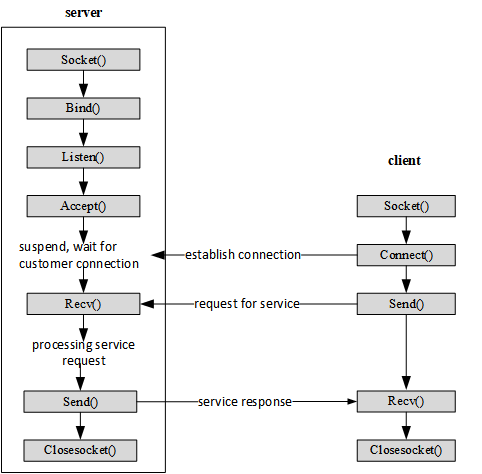 server
Socket()
Bind()
Listen()
client
Accept()
Socket()
suspend, wait for
customer connection
establish connection
Connect()
Recv()
request for service
Send()
processing service
request
Send()
service response
Recv()
Closesocket()
Closesocket()